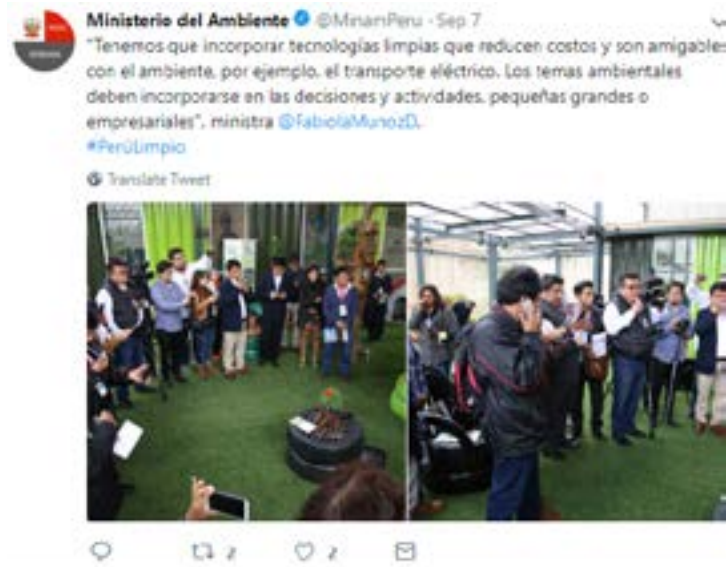 Ministerio del Ambiente @MinamPeru · Sep 7
"Tenemos que incorporar tecnologías limpias que reducen costos y son amigables
con el ambiente, por ejemplo, el transporte eléctrico. Los temas ambientales
deben incorporarse en las decisiones y actividades, pequeñas grandes o
empresariales", ministra @FabiolaMunozD.
#PerúLimpio
Translate Tweet
2 2